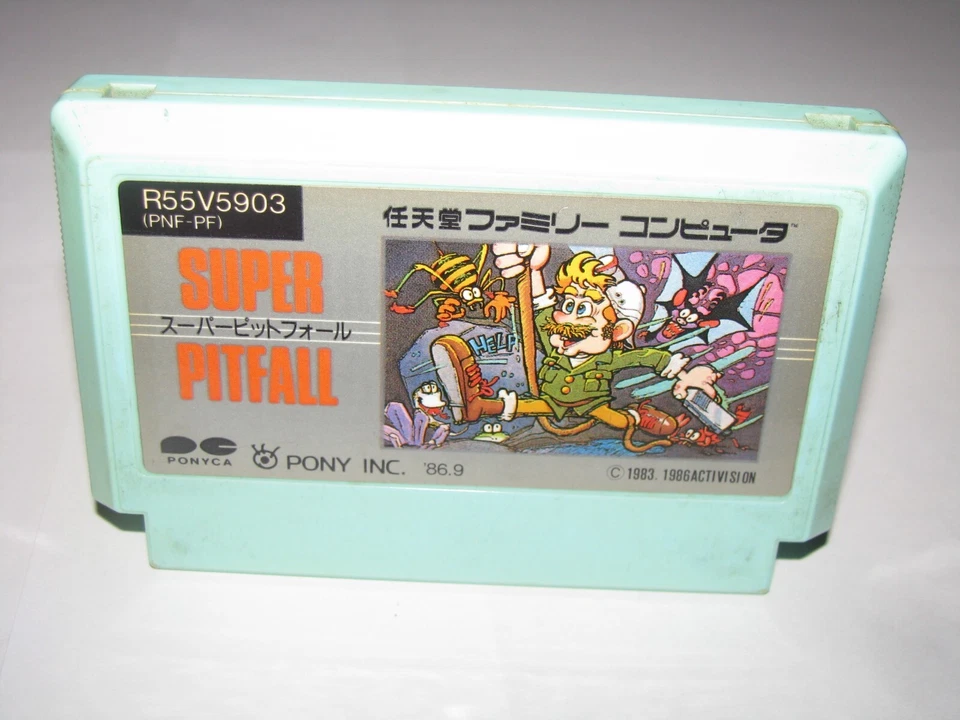 R55V5903
(PNF-PF)
任天堂 ファミリー コンピュータ™
SUPER
スーパーピットフォール
PITFALL
HELP
PONYCA
PONY INC. '86.9
© 1983. 1986ACTIVISION